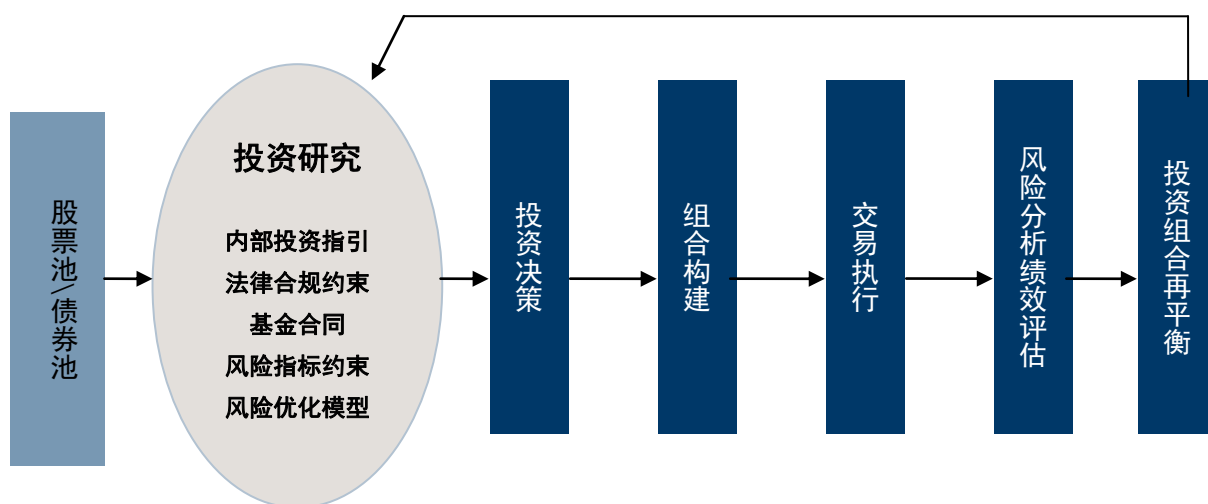 股票池/债券池
投资研究
内部投资指引
法律合规约束
基金合同
风险指标约束
风险优化模型
投资决策
组合构建
交易执行
风险分析绩效评估
投资组合再平衡